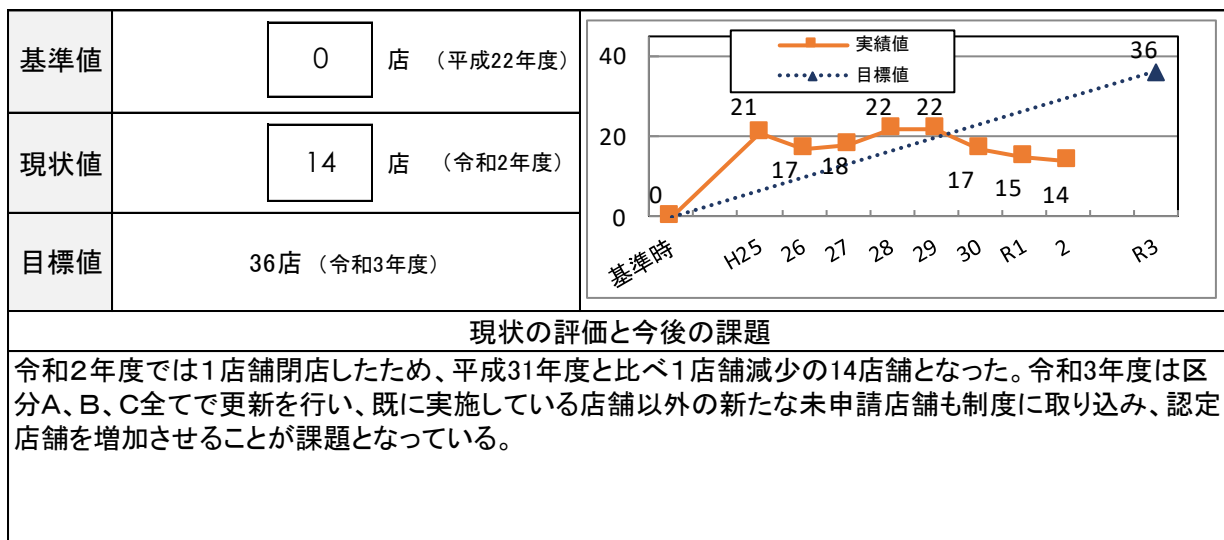 基準値
0 店 （平成22年度）
現状値
14 店 （令和2年度）
目標値
36店 （令和3年度）
実績値
目標値
40
20
0
0
21
17
18
22
22
17
15
14
36
基準時 H25 26 27 28 29 30 R1 2 R3
現状の評価と今後の課題
令和２年度では１店舗閉店したため、平成31年度と比べ１店舗減少の14店舗となった。令和３年度は区
分Ａ、Ｂ、Ｃ全てで更新を行い、既に実施している店舗以外の新たな未申請店舗も制度に取り込み、認定
店舗を増加させることが課題となっている。